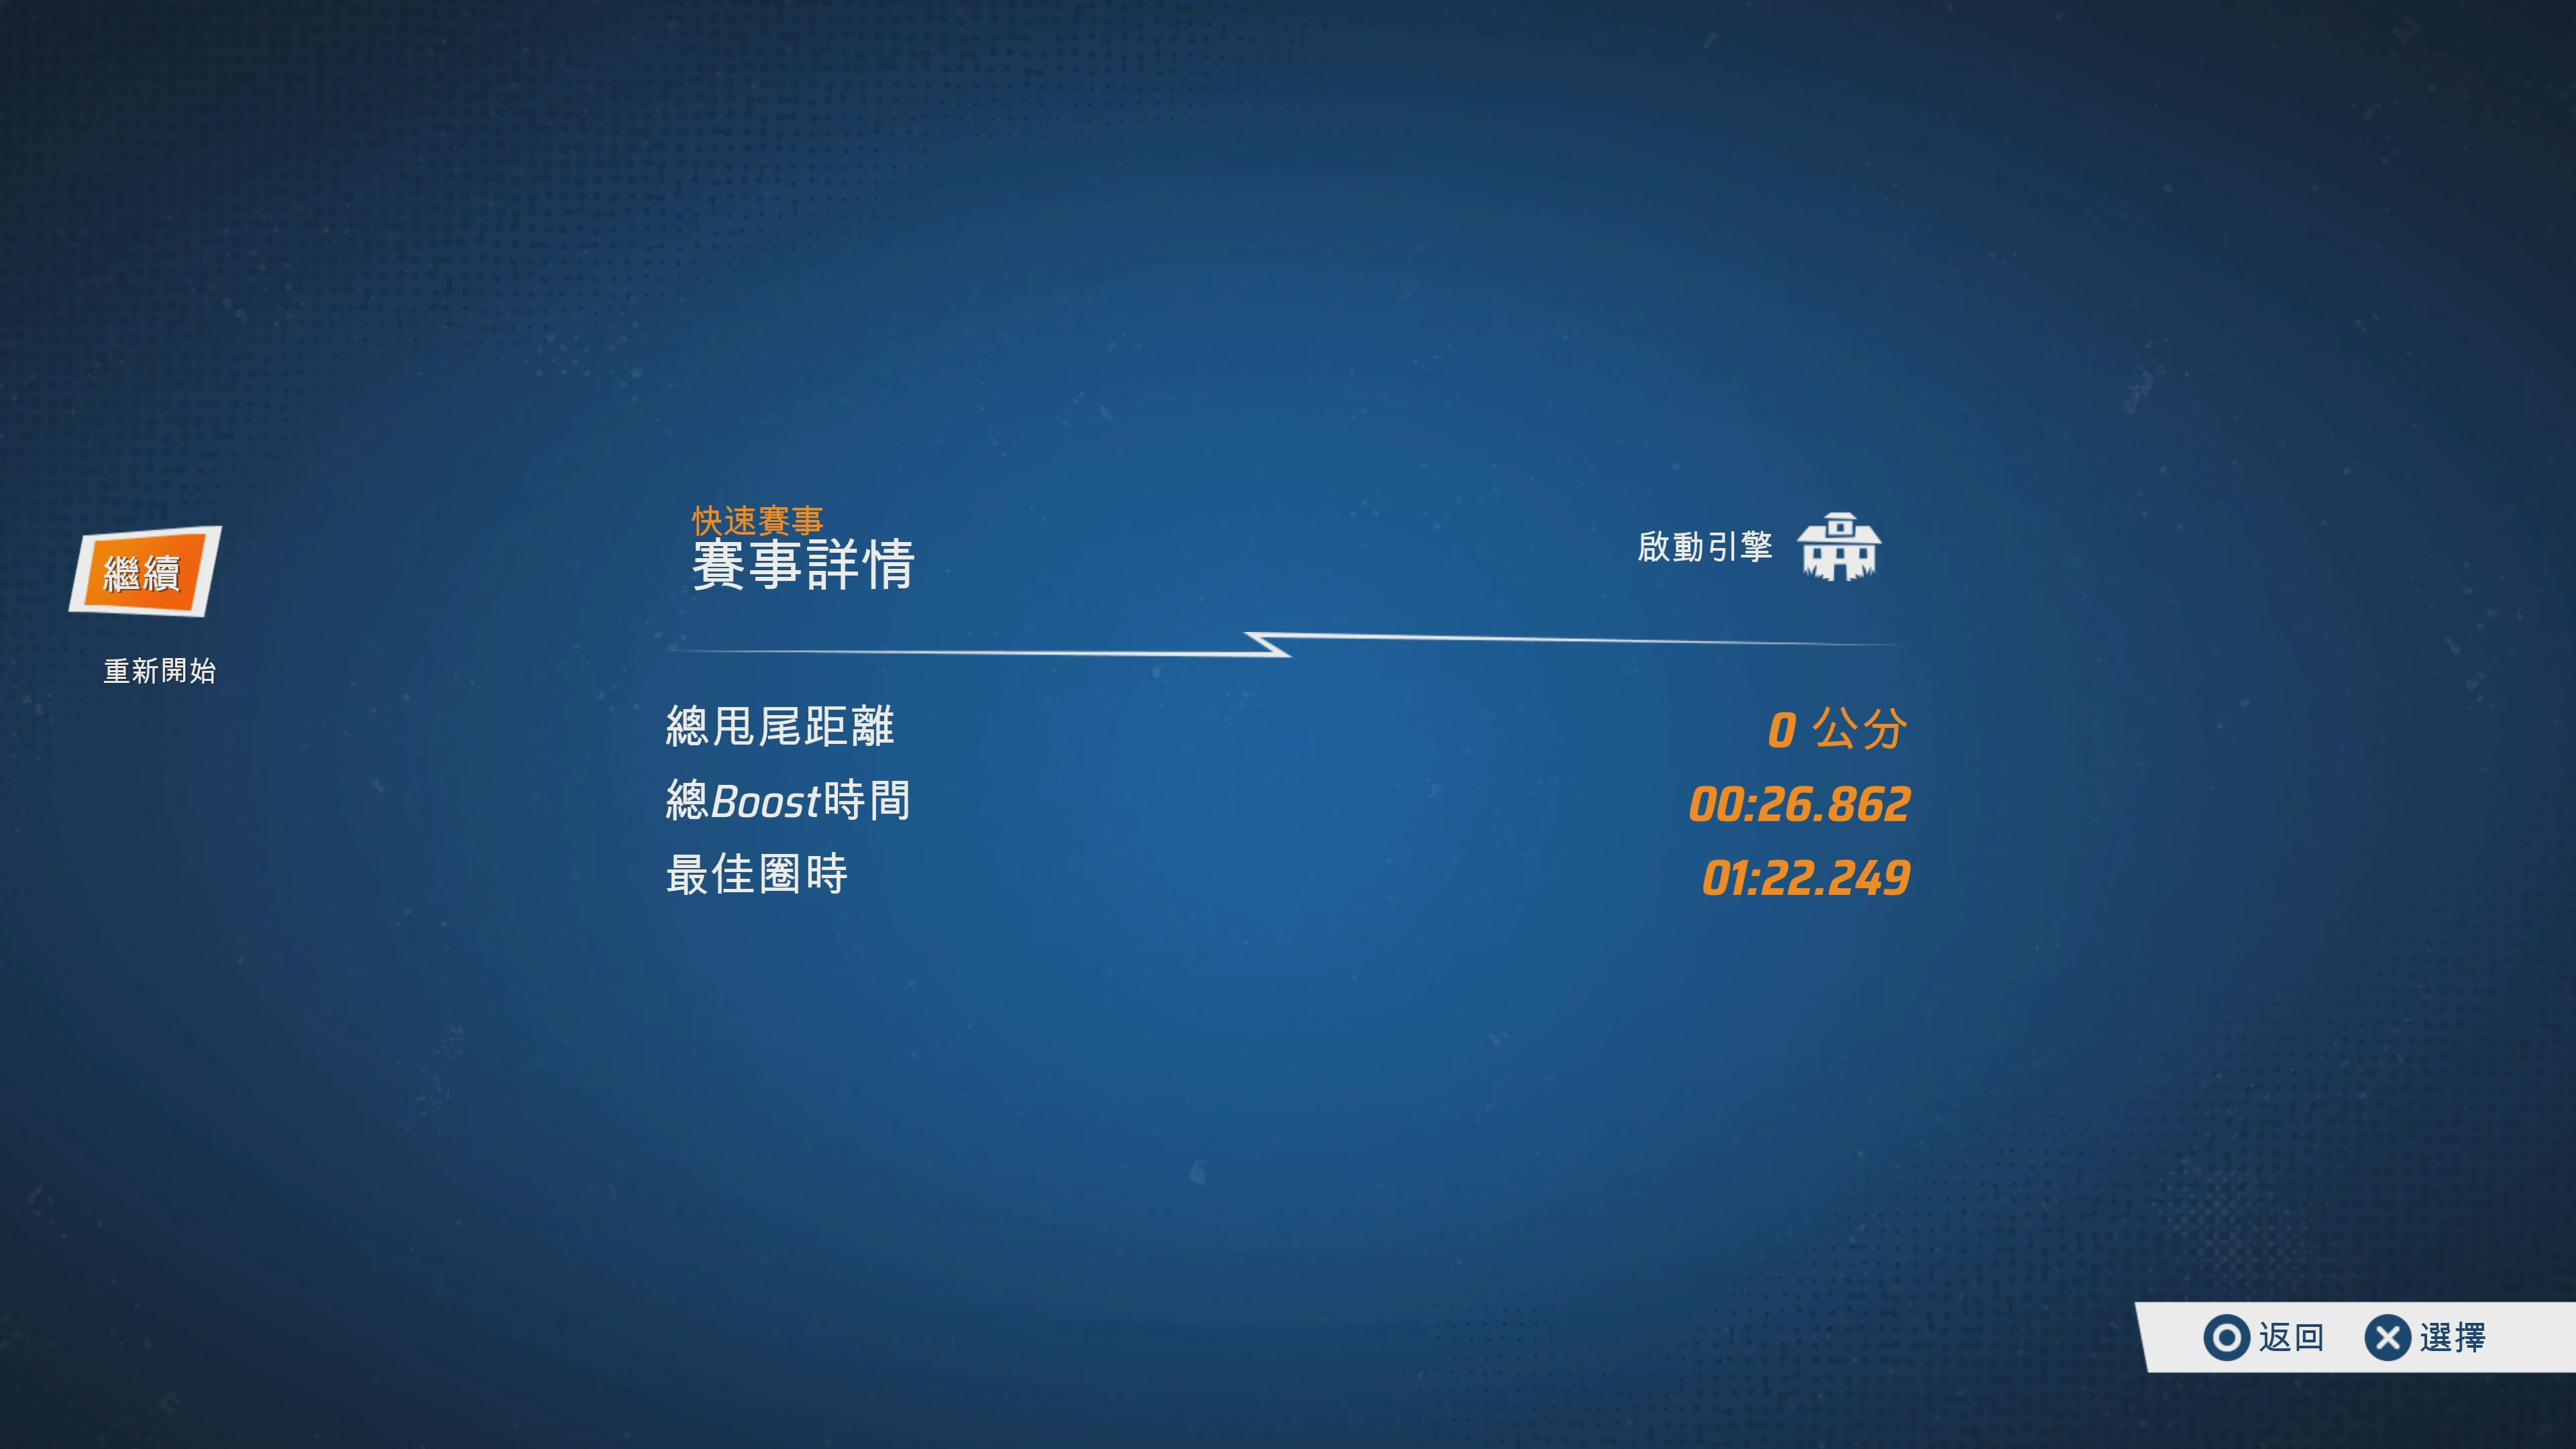 快速賽事
賽事詳情
啟動引擎
繼續
重新開始
總甩尾距離
0 公分
總Boost時間
00:26.862
最佳圈時
01:22.249
返回
選擇